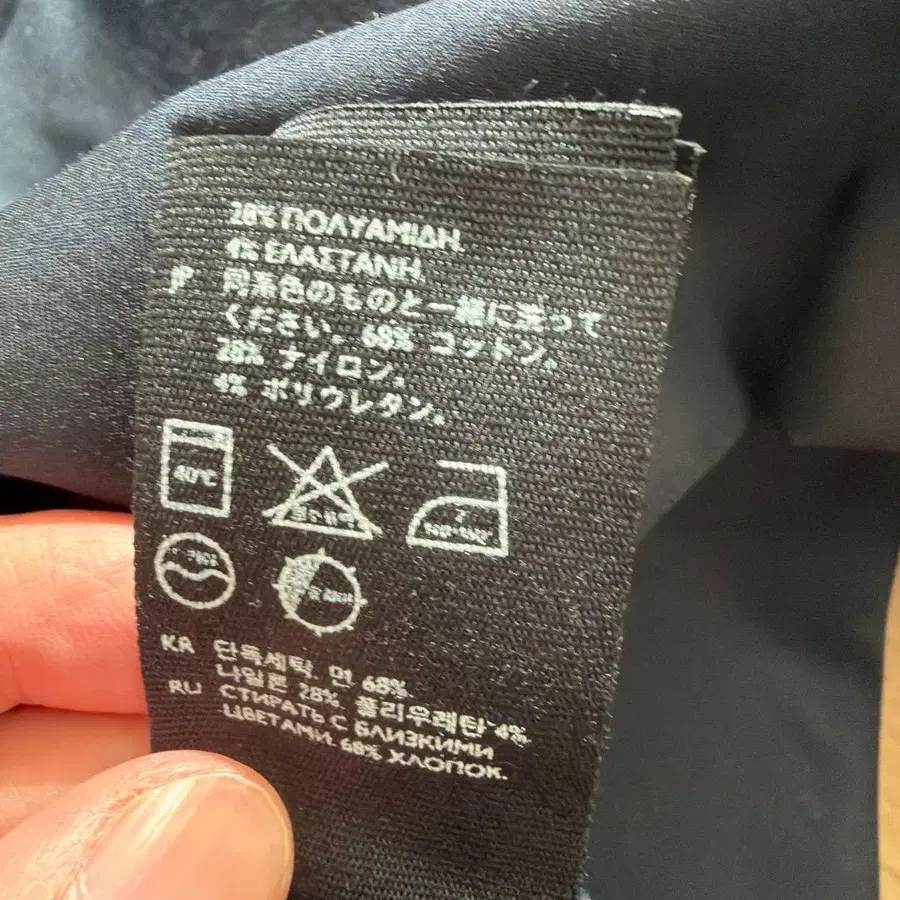 28% ΠΟΛΥΑΜΙΔΗ.
4% ΕΛΑΣΤΑΝΗ.
JP 同系色のものと一緒に洗って
ください. 68% コットン。
28% ナイロン。
4% ポリウレタン。
40℃
KR 단독세탁. 면 68%.
나일론 28%. 폴리우레탄 4%.
RU СТИРАТЬ С БЛИЗКИМИ
ЦВЕТАМИ. 68% ХЛОПОК.